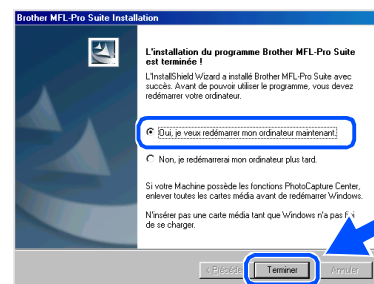 Brother MFL-Pro Suite Installation
L'installation du programme Brother MFL-Pro Suite
est terminée !
L'InstallShield Wizard a installé Brother MFL-Pro Suite avec
succès. Avant de pouvoir utiliser le programme, vous devez
redémarrer votre ordinateur.
Oui, je veux redémarrer mon ordinateur maintenant.
Non, je redémarrerai mon ordinateur plus tard.
Si votre Machine possède les fonctions PhotoCapture Center,
enlever toutes les cartes média avant de redémarrer Windows.
N'insérer pas une carte média tant que Windows n'a pas fini
de se charger.
Terminer
Annuler